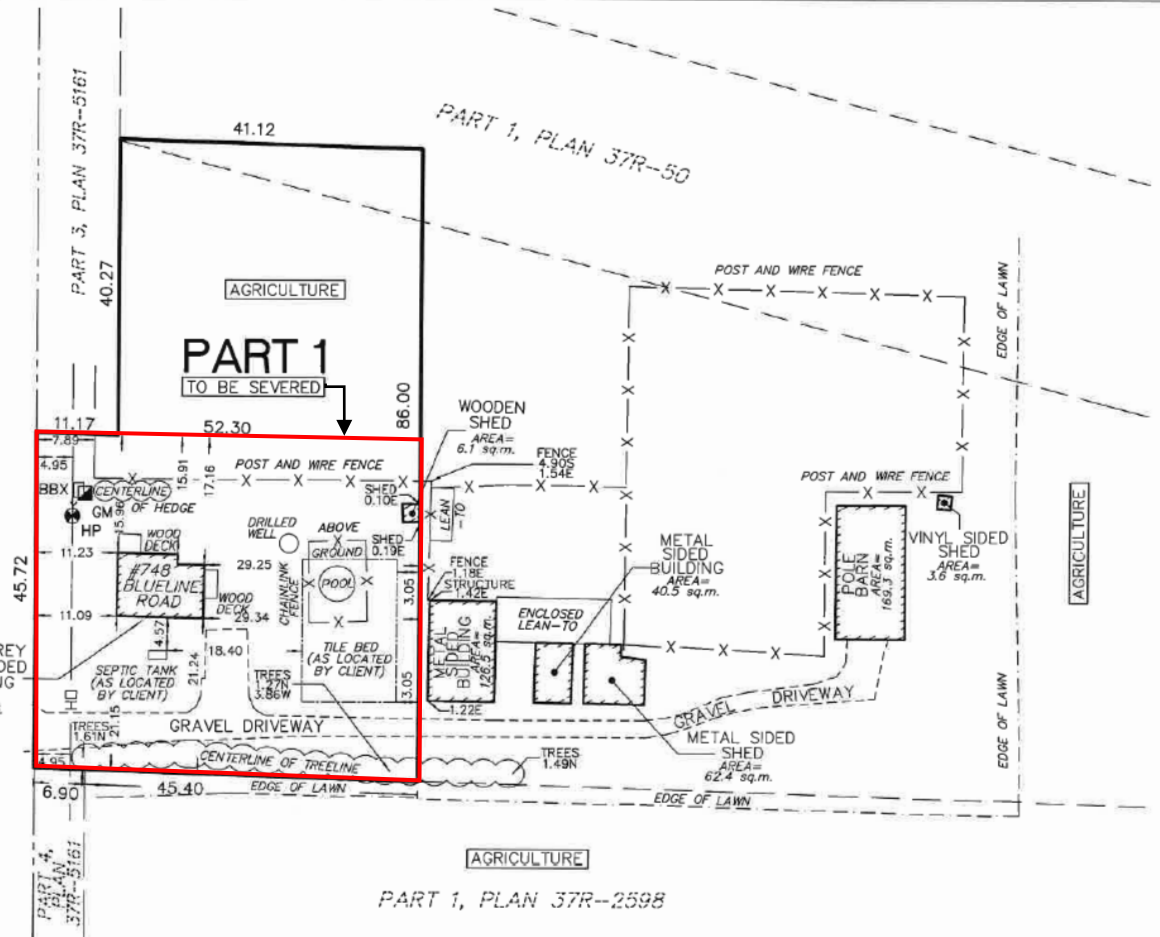 PART 3, PLAN 37R-5161
41.12
PART 1, PLAN 37R-50
40.27
AGRICULTURE
PART 1
TO BE SEVERED
86.00
POST AND WIRE FENCE
EDGE OF LAWN
11.17
52.30
7.89
4.95
15.91
17.16
POST AND WIRE FENCE
WOODEN
SHED
AREA=
6.1 sq.m.
FENCE
4.90S
1.54E
POST AND WIRE FENCE
BBX
GM
HP
CENTERLINE
OF HEDGE
15.96
SHED
0.10E
LEAN
-TO
SHED
0.19E
DRILLED
WELL
ABOVE
GROUND
POOL
CHAINLINK
FENCE
WOOD
DECK
11.23
29.25
#748
BLUELINE
ROAD
WOOD
DECK
11.09
29.34
3.05
FENCE
1.18E
STRUCTURE
1.42E
45.72
METAL
SIDED
BUILDING
AREA=
40.5 sq.m.
POLE
BARN
AREA=
169.3 sq.m.
VINYL SIDED
SHED
AREA=
3.6 sq.m.
AGRICULTURE
ENCLOSED
LEAN-TO
METAL
SIDED
BUILDING
AREA=
126.5 sq.m.
4.57
18.40
21.24
SEPTIC TANK
(AS LOCATED
BY CLIENT)
TILE BED
(AS LOCATED
BY CLIENT)
TREES
1.27N
3.86W
3.05
1.22E
REY
DED
NG
TREES
1.61N
21.15
GRAVEL DRIVEWAY
GRAVEL DRIVEWAY
METAL SIDED
SHED
AREA=
62.4 sq.m.
EDGE OF LAWN
4.95
CENTERLINE OF TREELINE
TREES
1.49N
6.90
45.40
EDGE OF LAWN
EDGE OF LAWN
PART 4,
PLAN
37R-5161
AGRICULTURE
PART 1, PLAN 37R-2598